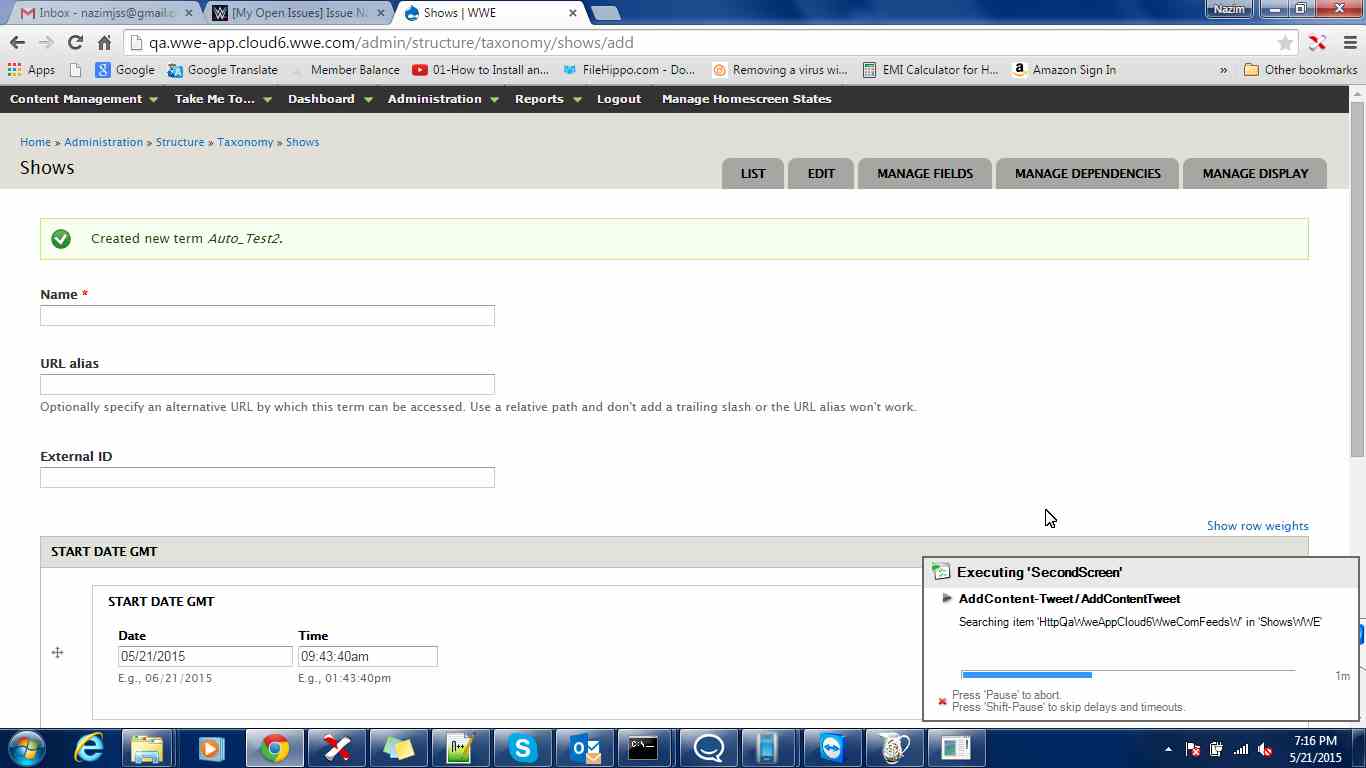 Inbox - nazimjss@gmail.c
[My Open Issues] Issue Na
Shows | WWE
Nazim
qa.wwe-app.cloud6.wwe.com/admin/structure/taxonomy/shows/add
Apps Google Google Translate Member Balance 01-How to Install an... FileHippo.com - Do... Removing a virus wi... EMI Calculator for H... Amazon Sign In » Other bookmarks
Content Management Take Me To... Dashboard Administration Reports Logout Manage Homescreen States
Home » Administration » Structure » Taxonomy » Shows
Shows
LIST EDIT MANAGE FIELDS MANAGE DEPENDENCIES MANAGE DISPLAY
Created new term Auto_Test2.
Name *
URL alias
Optionally specify an alternative URL by which this term can be accessed. Use a relative path and don't add a trailing slash or the URL alias won't work.
External ID
Show row weights
START DATE GMT
START DATE GMT
Date Time
05/21/2015 09:43:40am
E.g., 06/21/2015 E.g., 01:43:40pm
Executing 'SecondScreen'
AddContent-Tweet/AddContentTweet
Searching item 'HttpQaWweAppCloud6WweComFeedsW' in 'ShowsWWE'
1m
Press 'Pause' to abort.
Press 'Shift-Pause' to skip delays and timeouts.
7:16 PM
5/21/2015